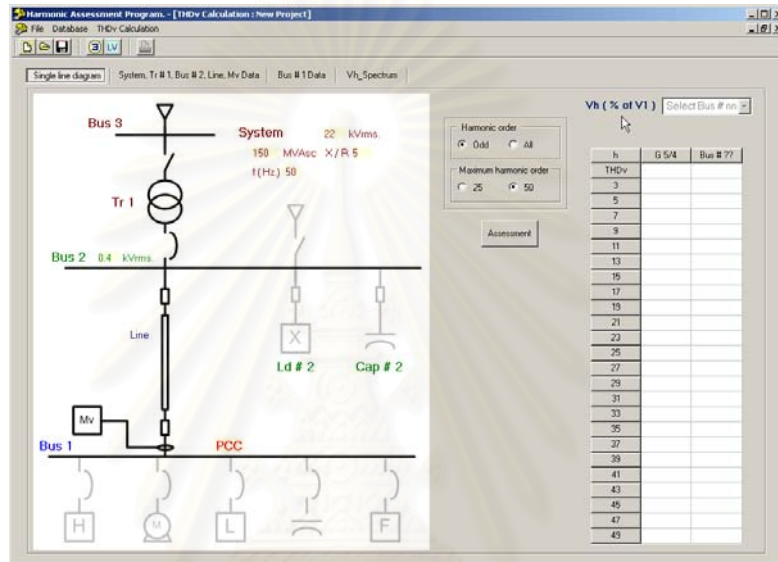 Harmonic Assessment Program. - [THDv Calculation : New Project]
File Database THDv Calculation
3 LV
Single line diagram System, Tr # 1, Bus # 2, Line, Mv Data Bus # 1 Data Vh_Spectrum
Bus 3
System 22 kVrms.
150 MVAsc X / R 5
f (Hz.) 50
Tr 1
Bus 2 0.4 kVrms.
Line
X
Ld # 2 Cap # 2
Mv
Bus 1 PCC
H M L F
Harmonic order
Odd All
Maximum harmonic order
25 50
Assessment
Vh ( % of V1 ) Select Bus # nn
h G 5/4 Bus # ??
THDv
3
5
7
9
11
13
15
17
19
21
23
25
27
29
31
33
35
37
39
41
43
45
47
49